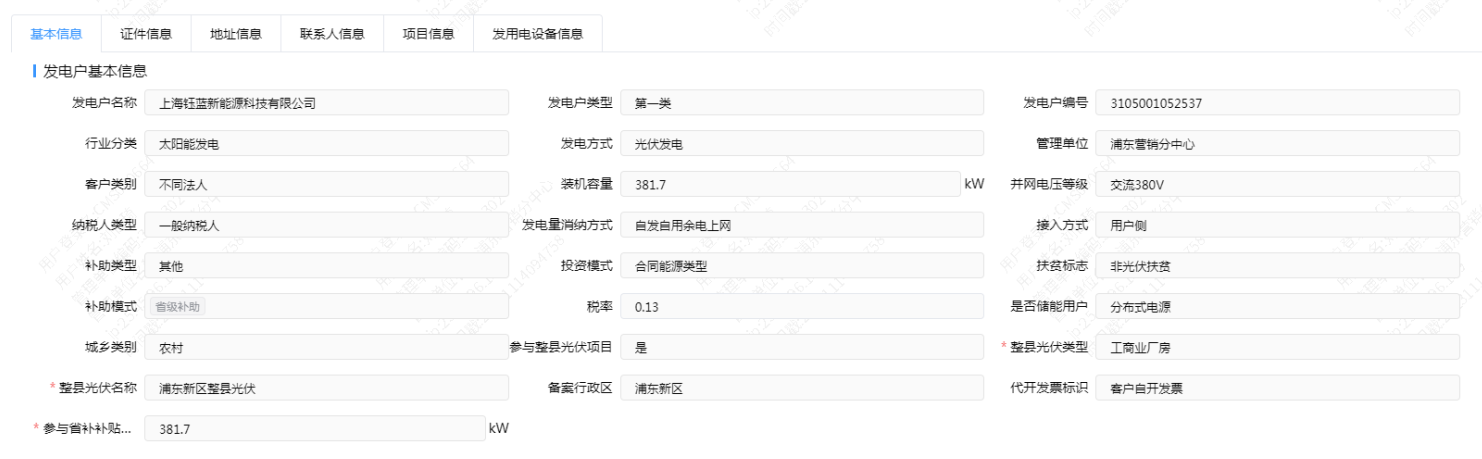 基本信息 证件信息 地址信息 联系人信息 项目信息 发用电设备信息
发电户基本信息
发电户名称 上海钰蓝新能源科技有限公司 发电户类型 第一类 发电户编号 3105001052537
行业分类 太阳能发电 发电方式 光伏发电 管理单位 浦东营销分中心
客户类别 不同法人 装机容量 381.7 kW 并网电压等级 交流380V
纳税人类型 一般纳税人 发电量消纳方式 自发自用余电上网 接入方式 用户侧
补助类型 其他 投资模式 合同能源类型 扶贫标志 非光伏扶贫
补助模式 省级补助 税率 0.13 是否储能用户 分布式电源
城乡类别 农村 参与整县光伏项目 是 * 整县光伏类型 工商业厂房
* 整县光伏名称 浦东新区整县光伏 备案行政区 浦东新区 代开发票标识 客户自开发票
* 参与省补补贴... 381.7 kW